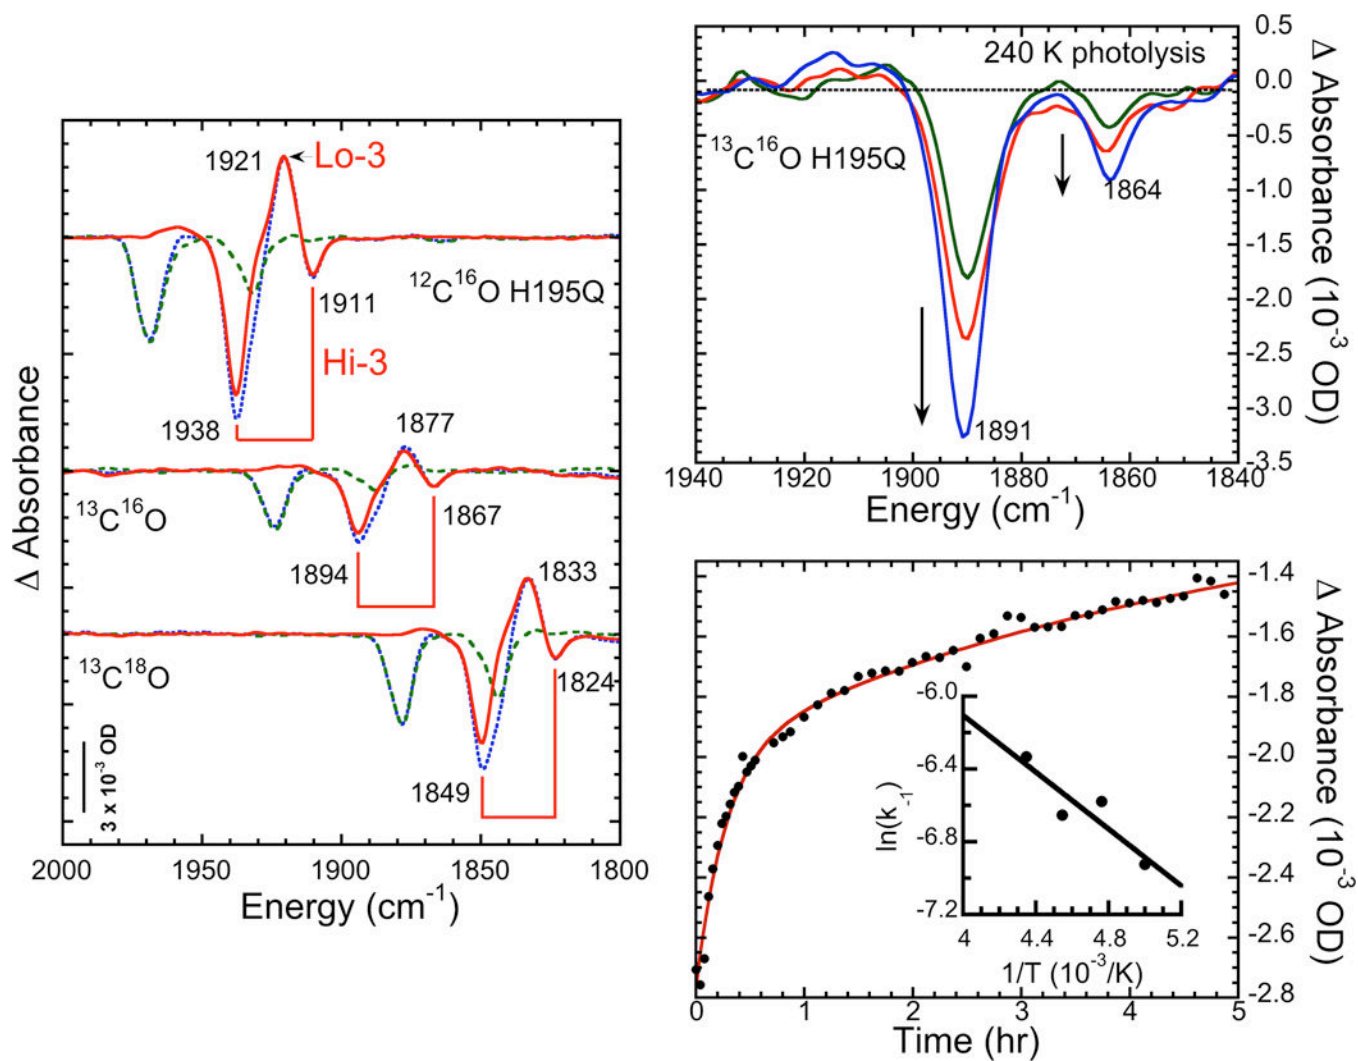 1921
Lo-3
¹²C¹⁶O H195Q
1911
Hi-3
1938
1877
¹³C¹⁶O
1867
1894
1833
¹³C¹⁸O
1824
1849
3 x 10⁻³ OD
Δ Absorbance
2000 1950 1900 1850 1800
Energy (cm⁻¹)
240 K photolysis
¹³C¹⁶O H195Q
1864
1891
0.5
0.0
-0.5
-1.0
-1.5
-2.0
-2.5
-3.0
-3.5
Δ Absorbance (10⁻³ OD)
1940 1920 1900 1880 1860 1840
Energy (cm⁻¹)
-1.4
-1.6
-1.8
-2.0
-2.2
-2.4
-2.6
-2.8
Δ Absorbance (10⁻³ OD)
-6.0
-6.4
-6.8
-7.2
ln(k₋₁)
4 4.4 4.8 5.2
1/T (10⁻³/K)
0 1 2 3 4 5
Time (hr)